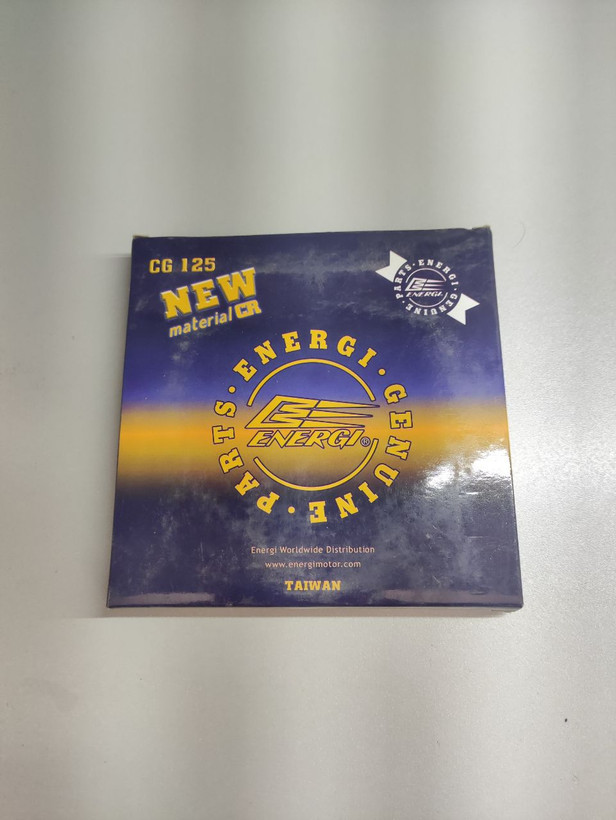 CG 125
NEW
material CR
PARTS · ENERGI · GENUINE
ENERGI
ENERGI · GENUINE · PARTS ·
ENERGI®
Energi Worldwide Distribution
www.energimotor.com
TAIWAN